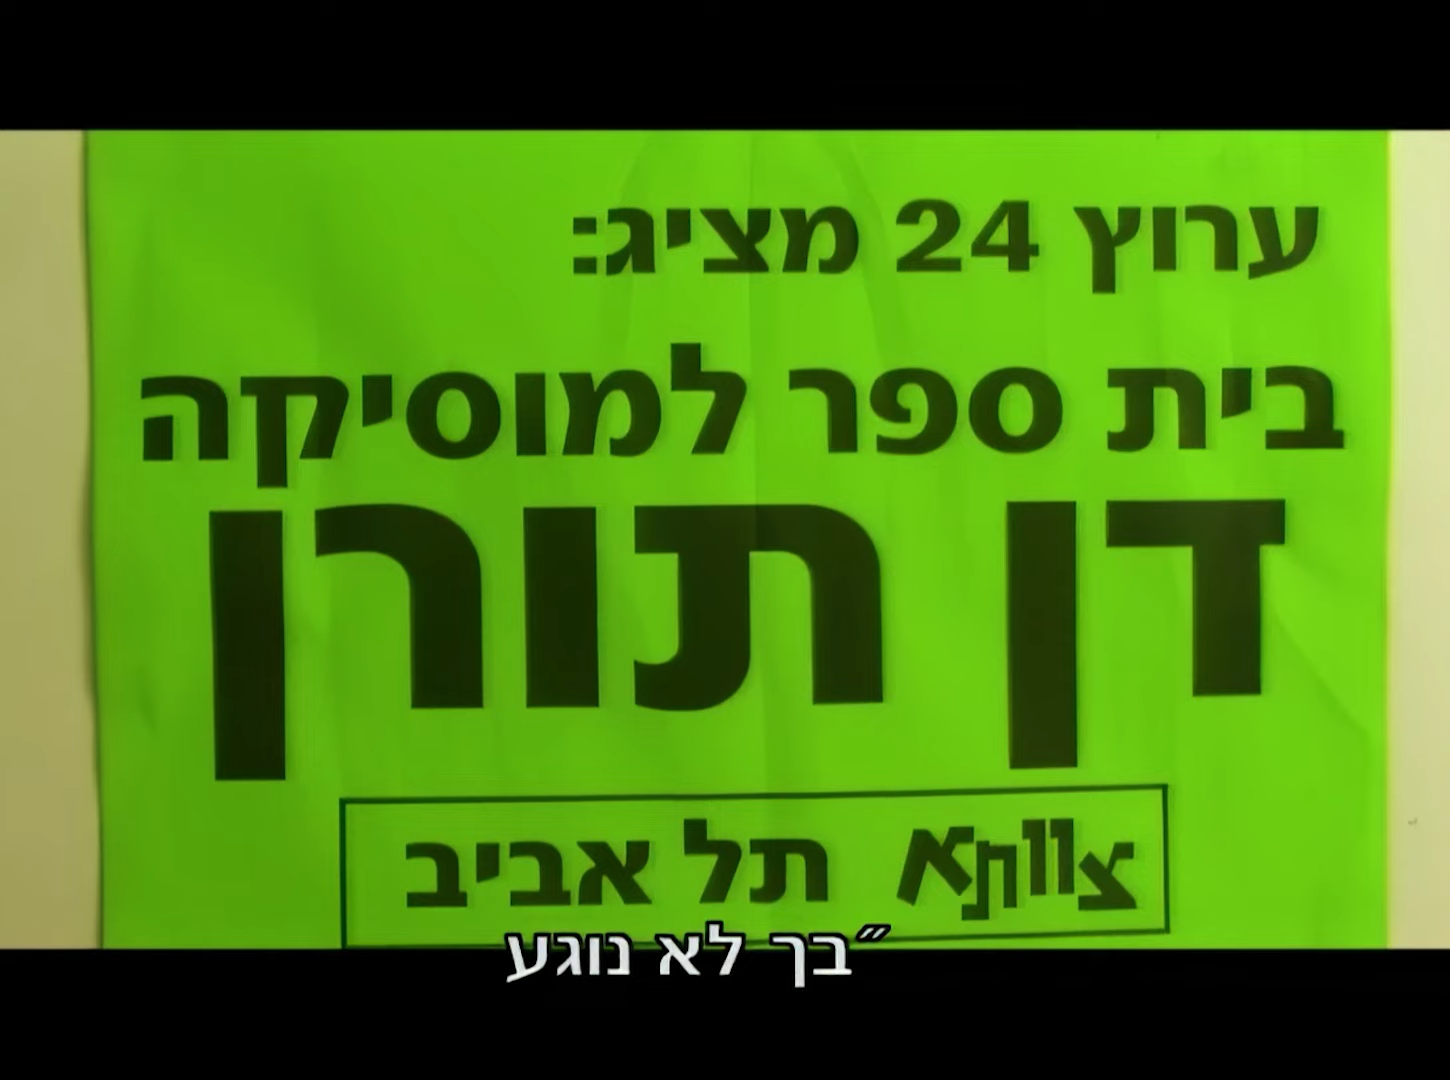 ערוץ 24 מציג:
בית ספר למוסיקה
דן תורן
צוותא תל אביב
"בך לא נוגע